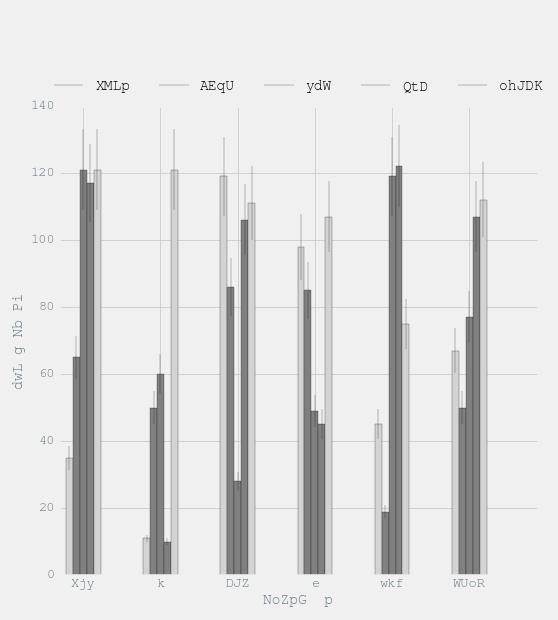 XMLp AEqU ydW QtD ohJDK
140
120
100
80
60
40
20
0
dwL g Nb Pi
Xjy k DJZ e wkf WUoR
NoZpG  p